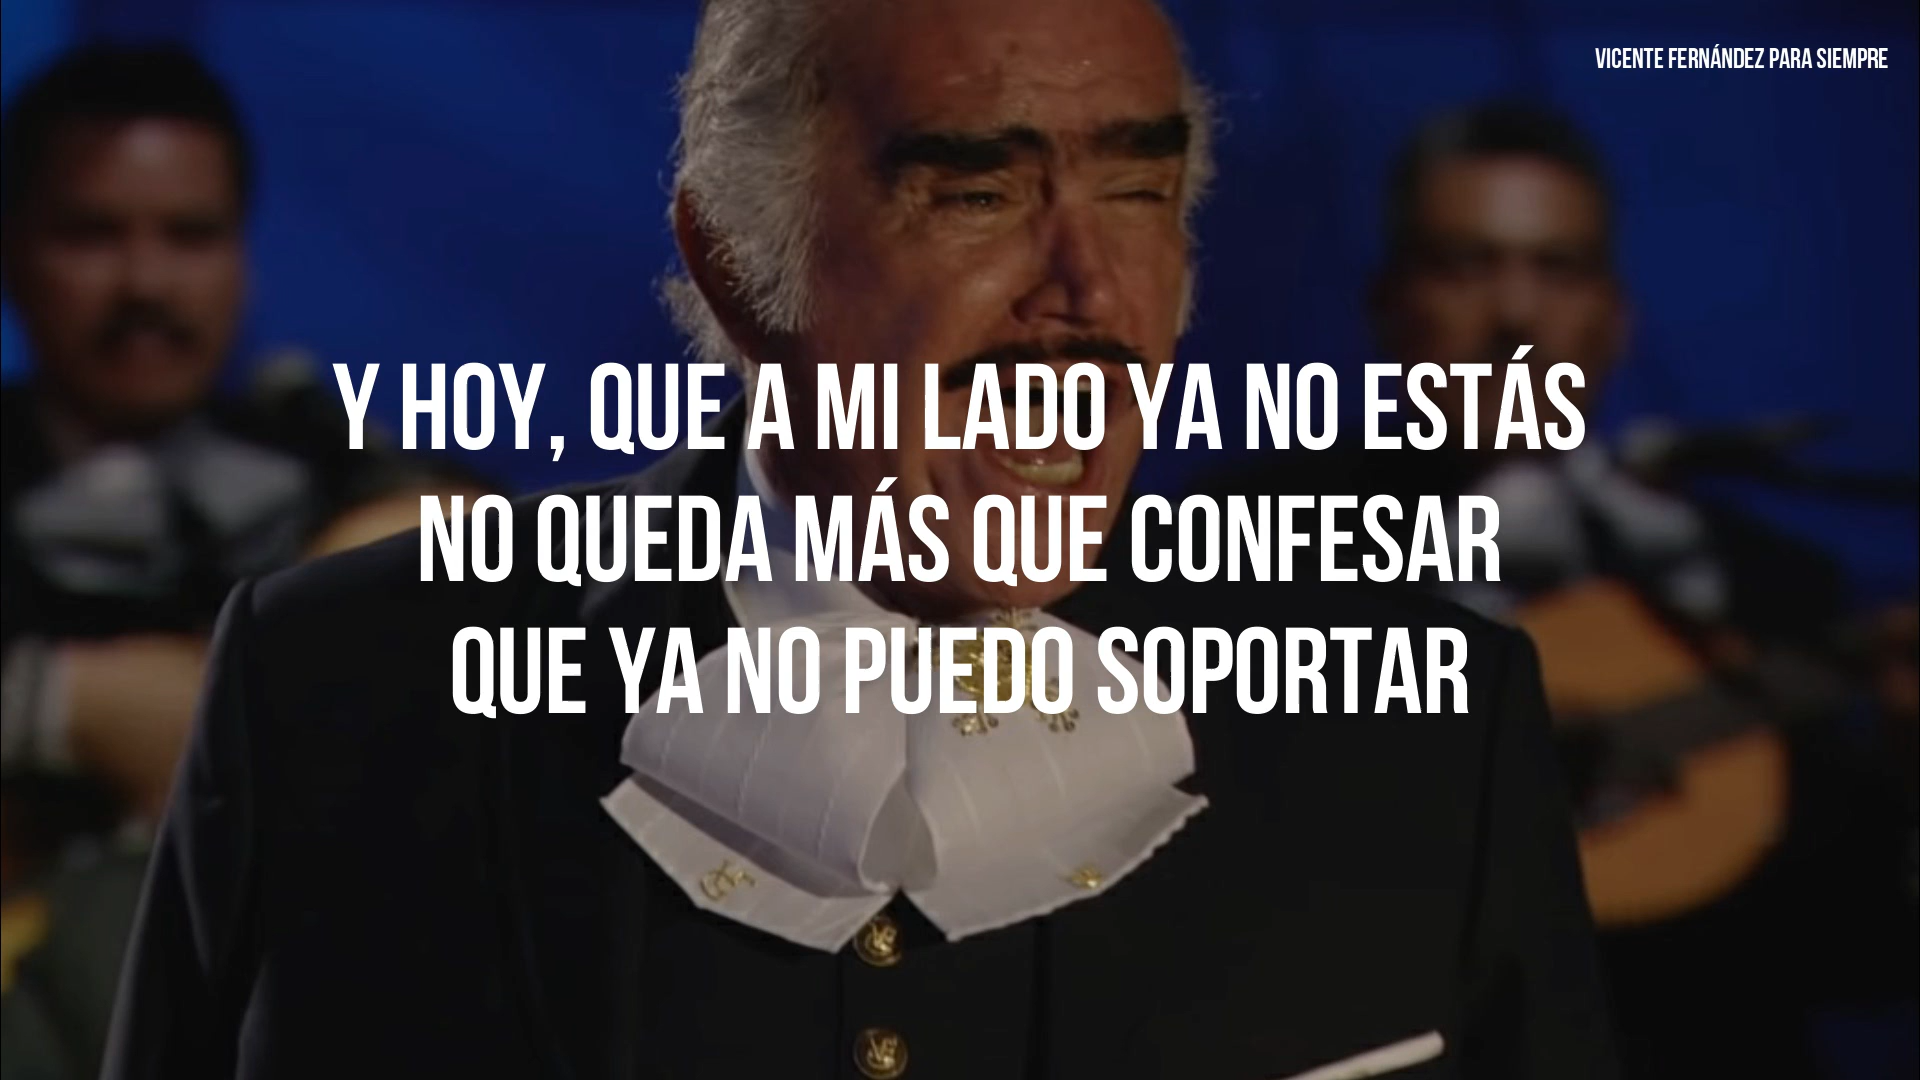 VICENTE FERNÁNDEZ PARA SIEMPRE
Y HOY, QUE A MI LADO YA NO ESTÁS
NO QUEDA MÁS QUE CONFESAR
QUE YA NO PUEDO SOPORTAR